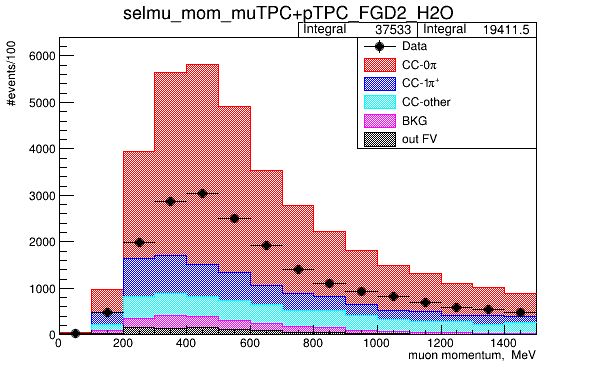 selmu_mom_muTPC+pTPC_FGD2_H2O
Integral 37533 Integral 19411.5
#events/100
Data
CC-0π
CC-1π⁺
CC-other
BKG
out FV
6000
5000
4000
3000
2000
1000
0
0 200 400 600 800 1000 1200 1400
muon momentum, MeV